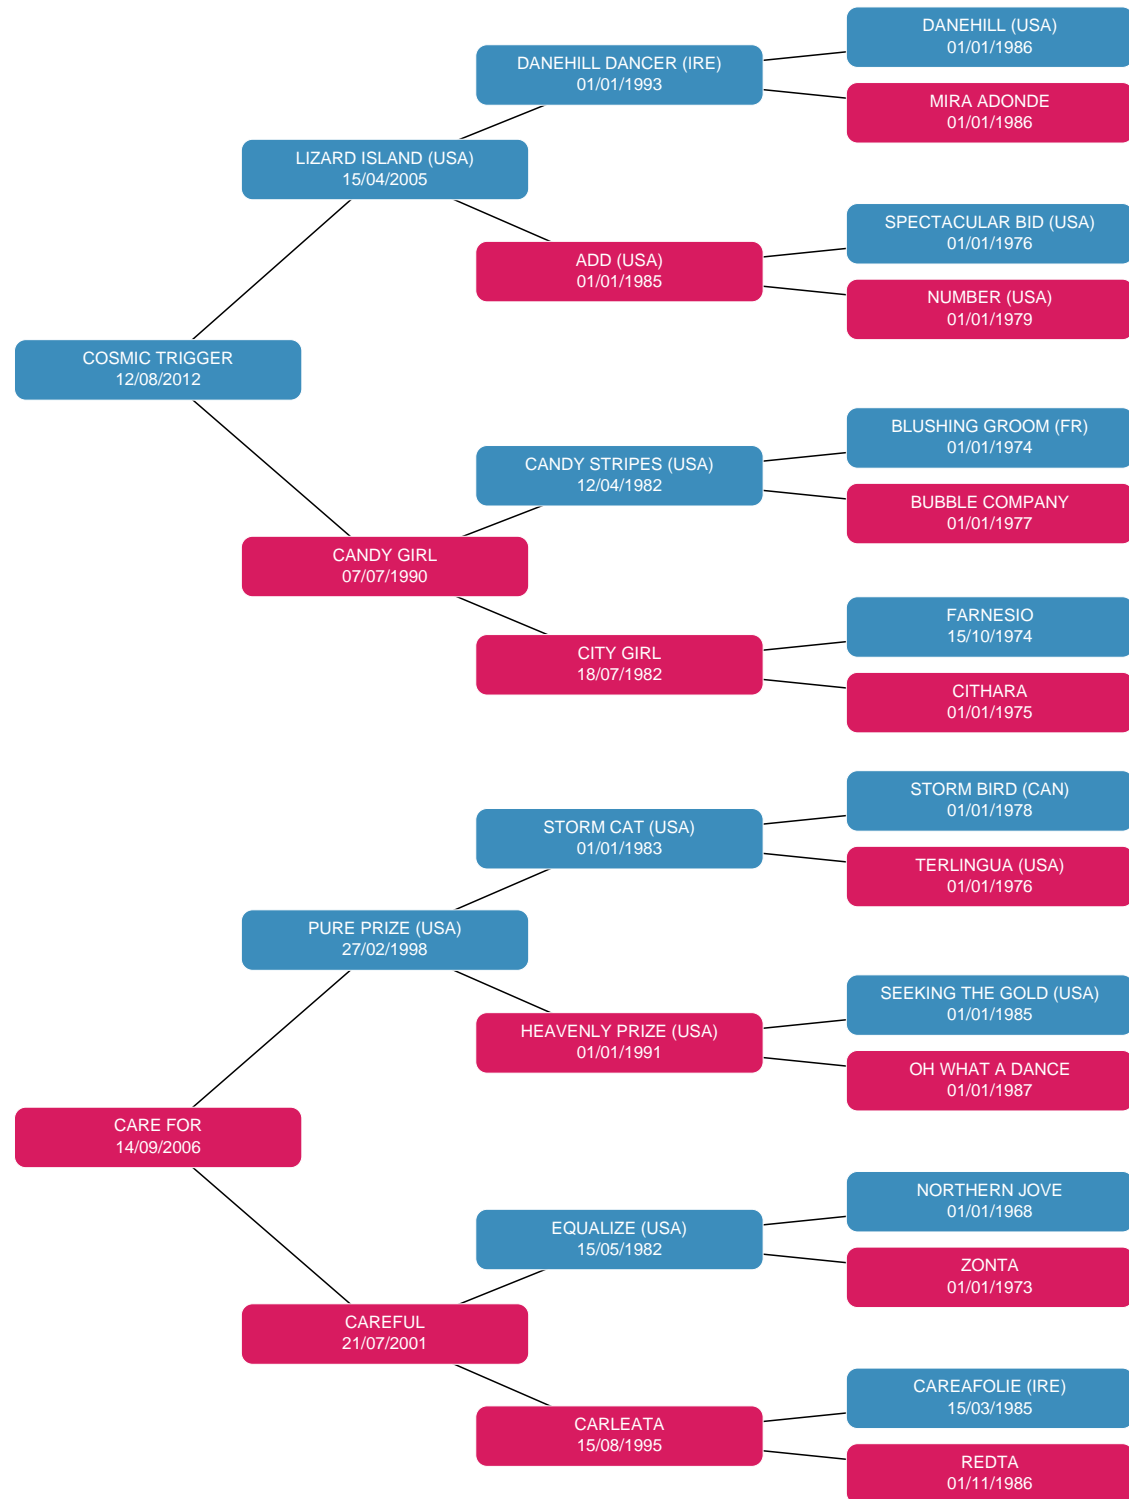 DANEHILL (USA)
01/01/1986
DANEHILL DANCER (IRE)
01/01/1993
MIRA ADONDE
01/01/1986
LIZARD ISLAND (USA)
15/04/2005
SPECTACULAR BID (USA)
01/01/1976
ADD (USA)
01/01/1985
NUMBER (USA)
01/01/1979
COSMIC TRIGGER
12/08/2012
BLUSHING GROOM (FR)
01/01/1974
CANDY STRIPES (USA)
12/04/1982
BUBBLE COMPANY
01/01/1977
CANDY GIRL
07/07/1990
FARNESIO
15/10/1974
CITY GIRL
18/07/1982
CITHARA
01/01/1975
STORM BIRD (CAN)
01/01/1978
STORM CAT (USA)
01/01/1983
TERLINGUA (USA)
01/01/1976
PURE PRIZE (USA)
27/02/1998
SEEKING THE GOLD (USA)
01/01/1985
HEAVENLY PRIZE (USA)
01/01/1991
OH WHAT A DANCE
01/01/1987
CARE FOR
14/09/2006
NORTHERN JOVE
01/01/1968
EQUALIZE (USA)
15/05/1982
ZONTA
01/01/1973
CAREFUL
21/07/2001
CAREAFOLIE (IRE)
15/03/1985
CARLEATA
15/08/1995
REDTA
01/11/1986